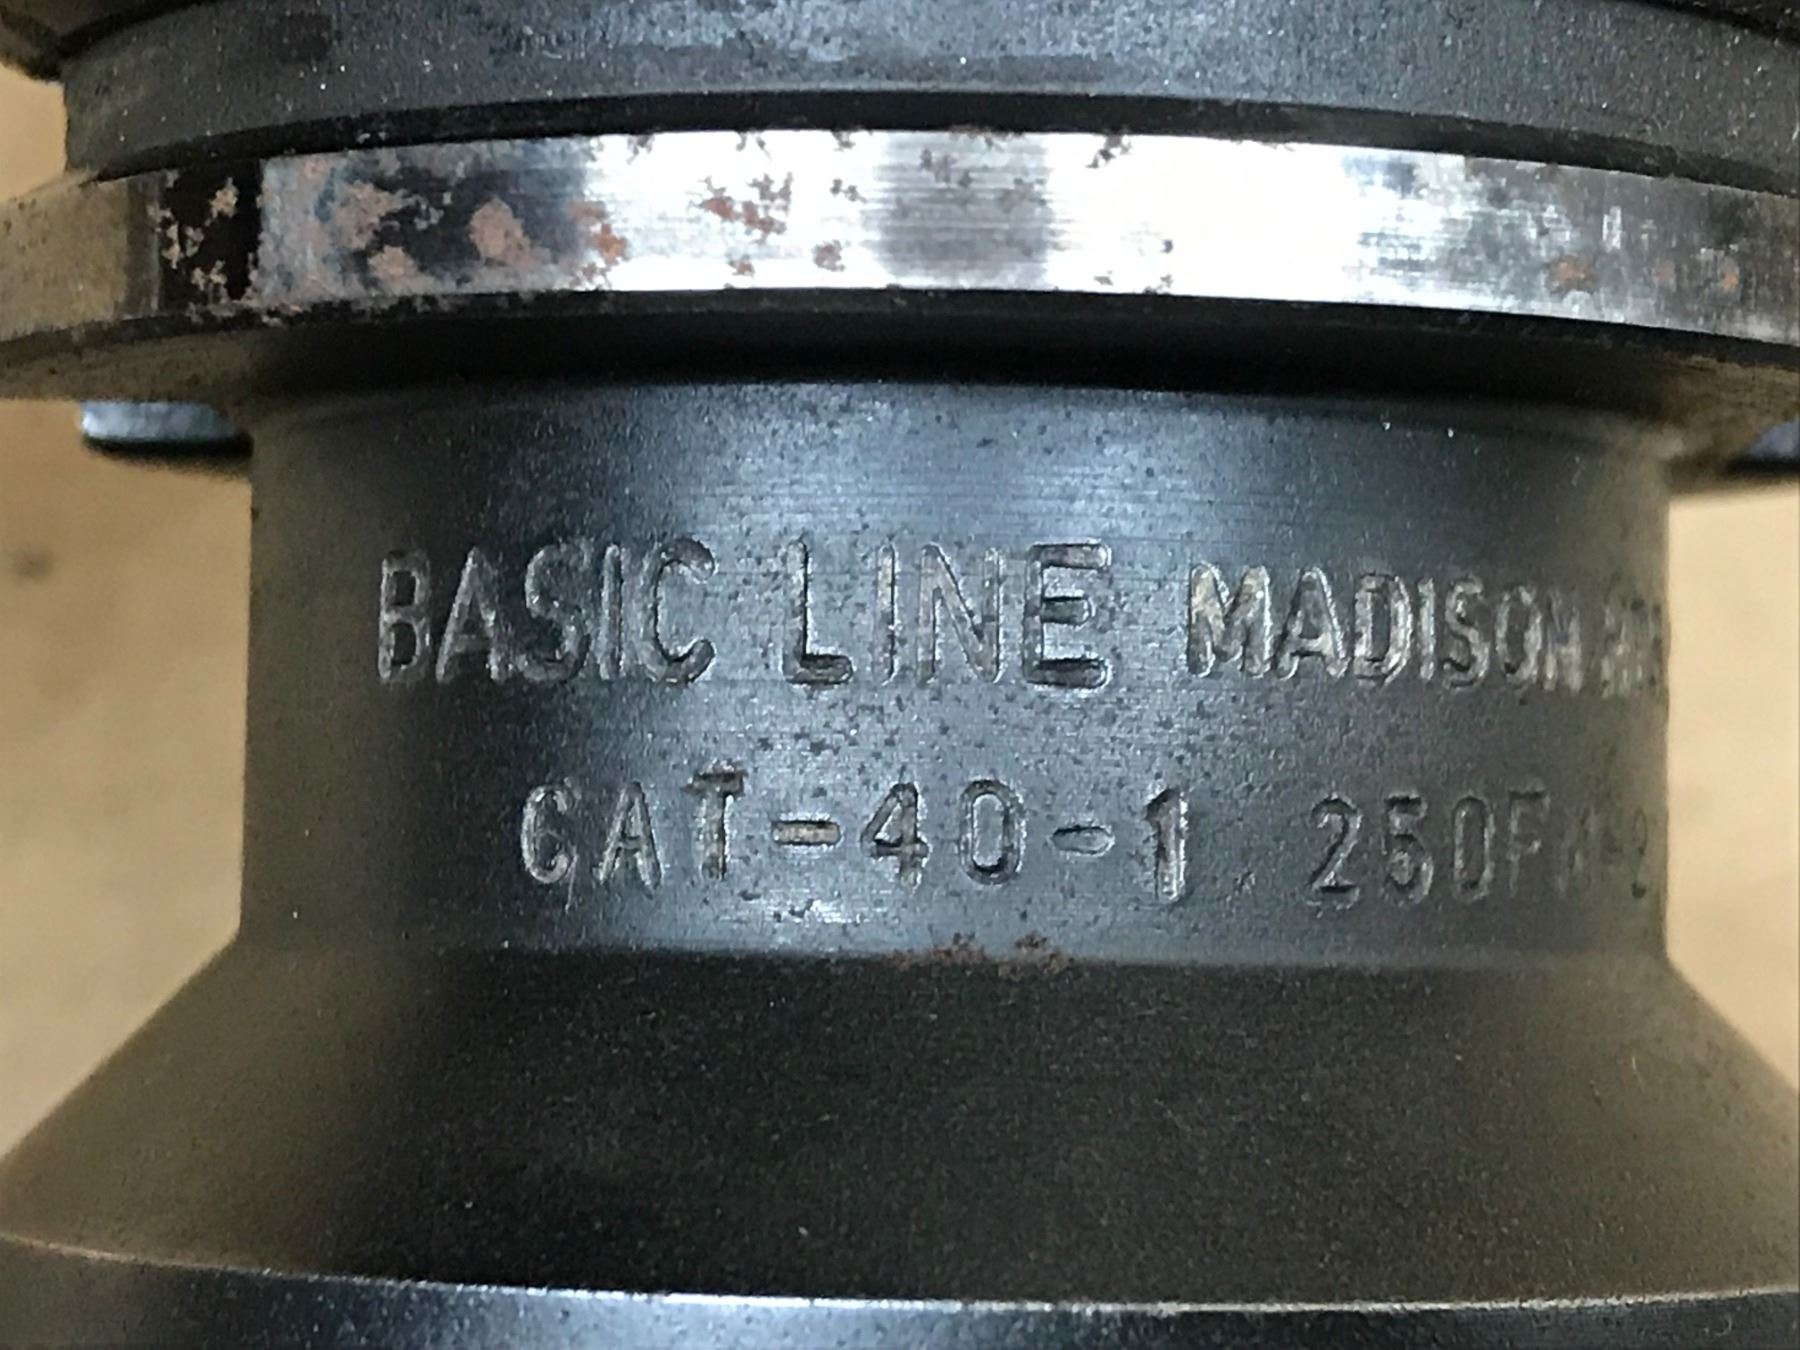 BASIC LINE MADISON
CAT-40-1 250F